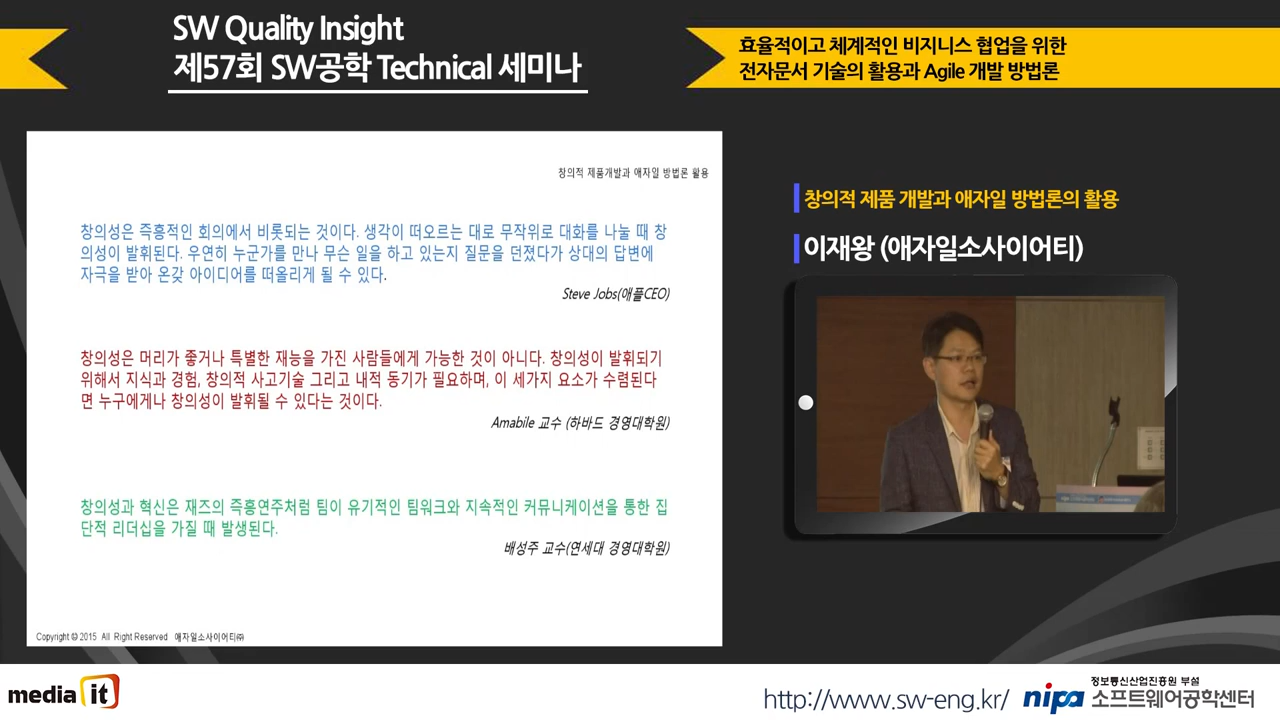 SW Quality Insight
제57회 SW공학 Technical 세미나
효율적이고 체계적인 비지니스 협업을 위한
전자문서 기술의 활용과 Agile 개발 방법론
창의적 제품개발과 애자일 방법론 활용
창의성은 즉흥적인 회의에서 비롯되는 것이다. 생각이 떠오르는 대로 무작위로 대화를 나눌 때 창
의성이 발휘된다. 우연히 누군가를 만나 무슨 일을 하고 있는지 질문을 던졌다가 상대의 답변에
자극을 받아 온갖 아이디어를 떠올리게 될 수 있다.
Steve Jobs(애플CEO)
창의성은 머리가 좋거나 특별한 재능을 가진 사람들에게 가능한 것이 아니다. 창의성이 발휘되기
위해서 지식과 경험, 창의적 사고기술 그리고 내적 동기가 필요하며, 이 세가지 요소가 수렴된다
면 누구에게나 창의성이 발휘될 수 있다는 것이다.
Amabile 교수 (하바드 경영대학원)
창의성과 혁신은 재즈의 즉흥연주처럼 팀이 유기적인 팀워크와 지속적인 커뮤니케이션을 통한 집
단적 리더십을 가질 때 발생된다.
배성주 교수(연세대 경영대학원)
Copyright © 2015 All Right Reserved 애자일소사이어티㈜
창의적 제품 개발과 애자일 방법론의 활용
이재왕 (애자일소사이어티)
media it
http://www.sw-eng.kr/
nipa
정보통신산업진흥원 부설
소프트웨어공학센터